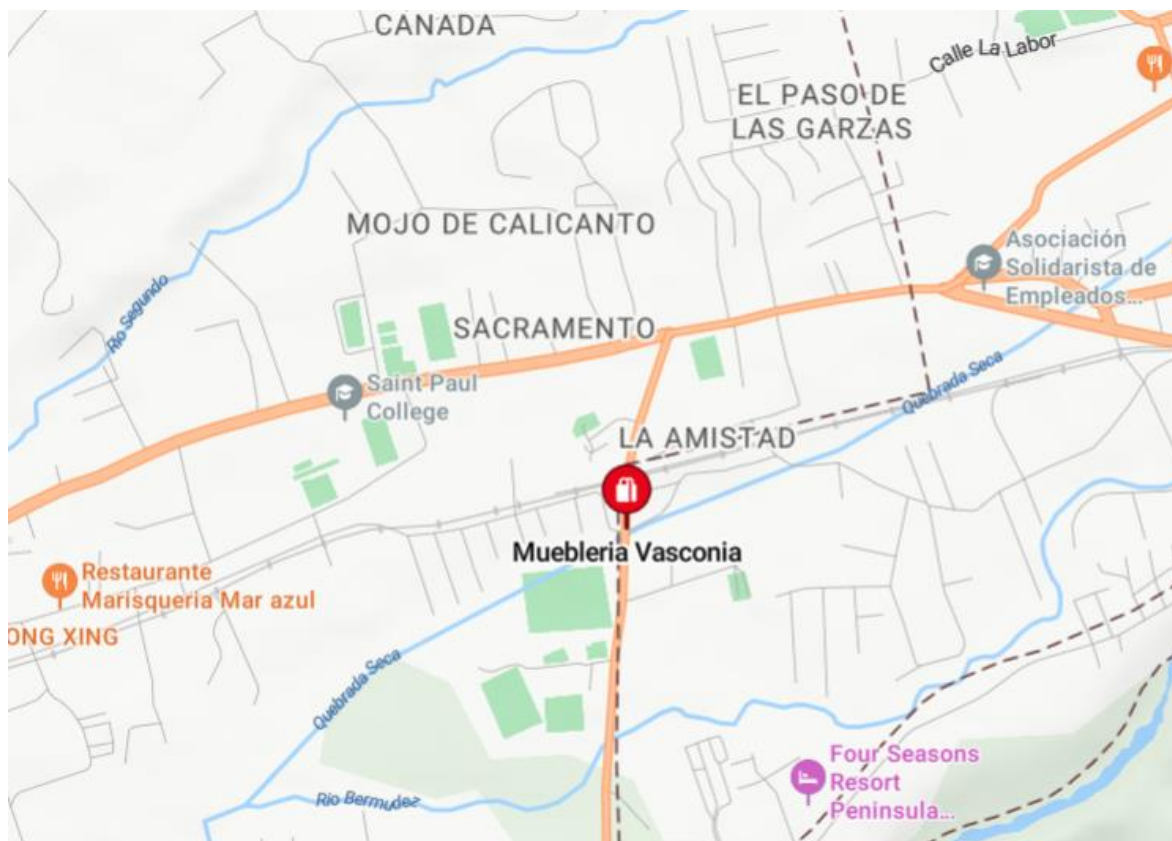 CANADA
Calle La Labor
EL PASO DE
LAS GARZAS
MOJO DE CALICANTO
Asociación
Solidarista de
Empleados...
Rio Segundo
SACRAMENTO
Saint Paul
College
Quebrada Seca
LA AMISTAD
Muebleria Vasconia
Restaurante
Marisqueria Mar azul
ONG XING
Quebrada Seca
Four Seasons
Resort
Peninsula...
Rio Bermudez